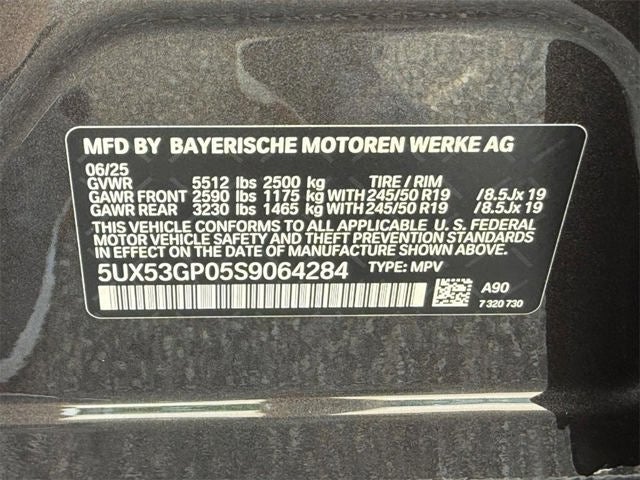 MFD BY BAYERISCHE MOTOREN WERKE AG
06/25
GVWR 5512 lbs 2500 kg TIRE / RIM
GAWR FRONT 2590 lbs 1175 kg WITH 245/50 R19 /8.5Jx 19
GAWR REAR 3230 lbs 1465 kg WITH 245/50 R19 /8.5Jx 19
THIS VEHICLE CONFORMS TO ALL APPLICABLE U.S. FEDERAL
MOTOR VEHICLE SAFETY AND THEFT PREVENTION STANDARDS
IN EFFECT ON THE DATE OF MANUFACTURE SHOWN ABOVE.
5UX53GP05S9064284 TYPE: MPV
A90
7 320 730